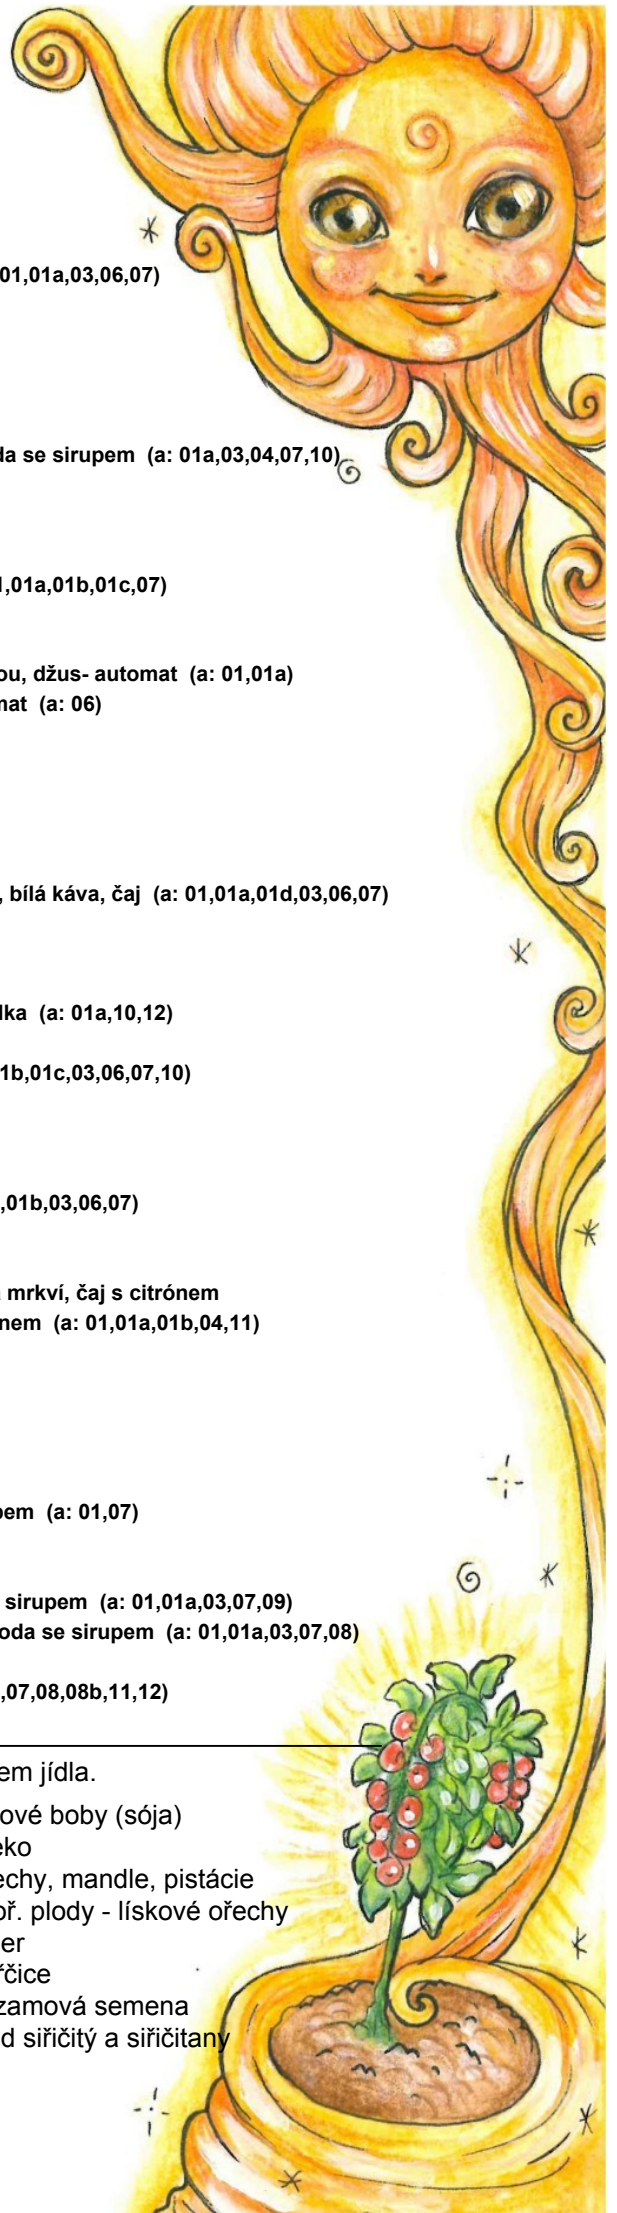 01,01a,03,06,07)
da se sirupem (a: 01a,03,04,07,10)
,01a,01b,01c,07)
ou, džus- automat (a: 01,01a)
mat (a: 06)
, bílá káva, čaj (a: 01,01a,01d,03,06,07)
lka (a: 01a,10,12)
1b,01c,03,06,07,10)
,01b,03,06,07)
mrkví, čaj s citrónem
nem (a: 01,01a,01b,04,11)
pem (a: 01,07)
sirupem (a: 01,01a,03,07,09)
oda se sirupem (a: 01,01a,03,07,08)
,07,08,08b,11,12)
em jídla.
ové boby (sója)
éko
echy, mandle, pistácie
oř. plody - lískové ořechy
er
řčice
zamová semena
d siřičitý a siřičitany